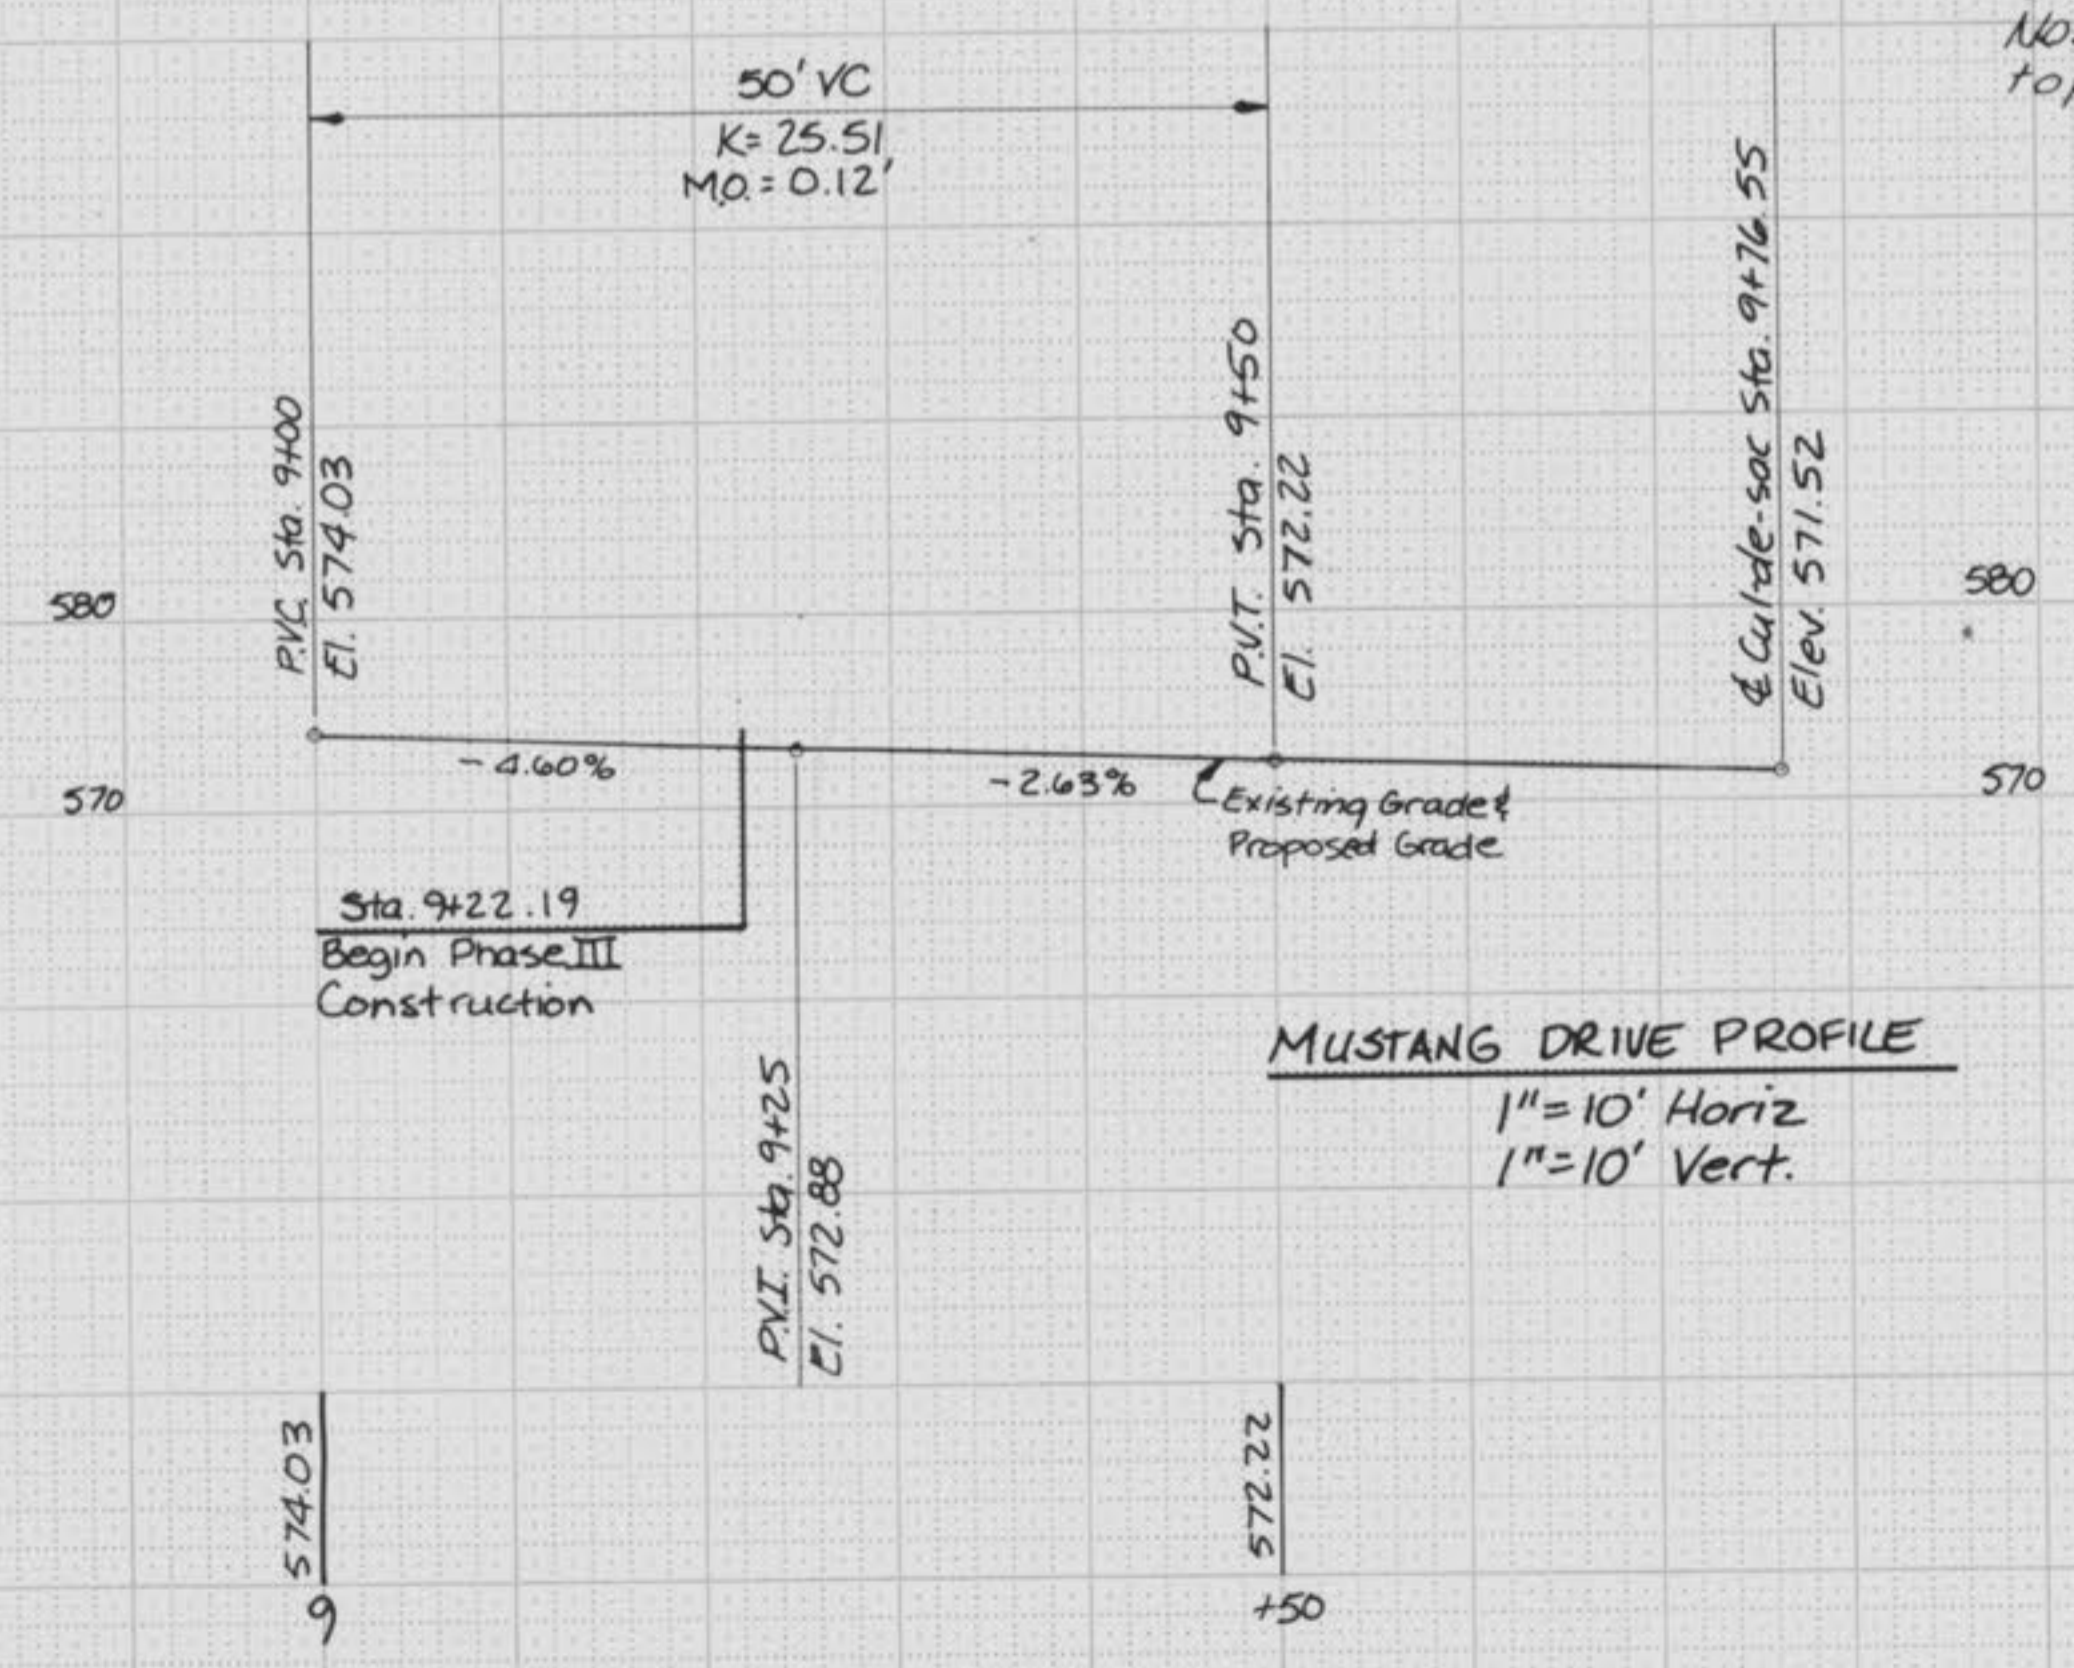 50' VC
K= 25.51
M.O. = 0.12'
P.V.C. Sta. 9+00
El. 574.03
P.V.T. Sta. 9+50
El. 572.22
℄ Cul-de-sac Sta. 9+76.55
Elev. 571.52
580
580
570
570
-4.60%
-2.63%
Existing Grade &
Proposed Grade
Sta. 9+22.19
Begin Phase III
Construction
P.V.I. Sta. 9+25
El. 572.88
MUSTANG DRIVE PROFILE
1"=10' Horiz
1"=10' Vert.
574.03
572.22
9
+50